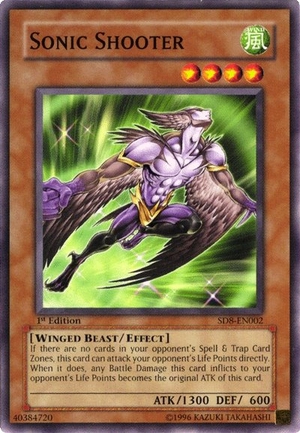 SONIC SHOOTER
WIND
風
1st Edition
SD8-EN002
[WINGED BEAST/EFFECT]
If there are no cards in your opponent's Spell & Trap Card
Zones, this card can attack your opponent's Life Points directly.
When it does, any Battle Damage this card inflicts to your
opponent's Life Points becomes the original ATK of this card.
ATK/1300 DEF/ 600
40384720
©1996 KAZUKI TAKAHASHI